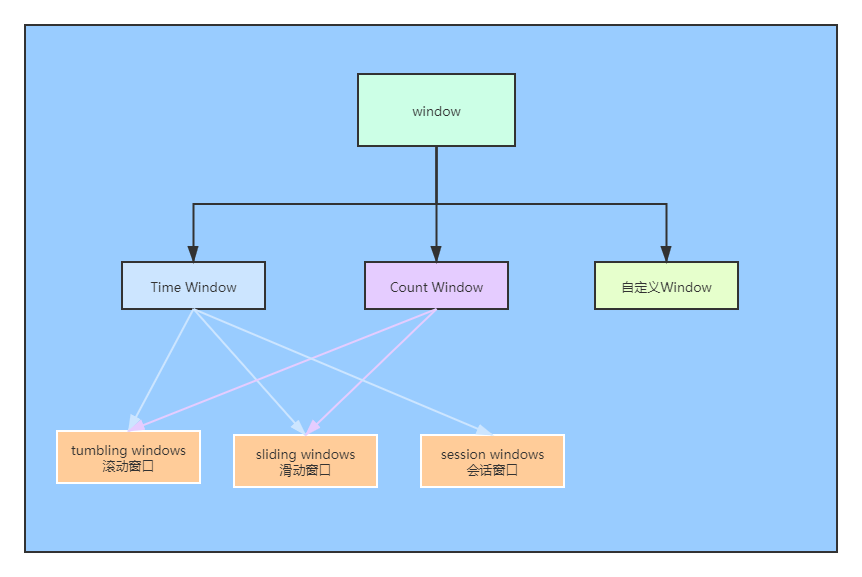 window
Time Window
Count Window
自定义Window
tumbling windows
滚动窗口
sliding windows
滑动窗口
session windows
会话窗口